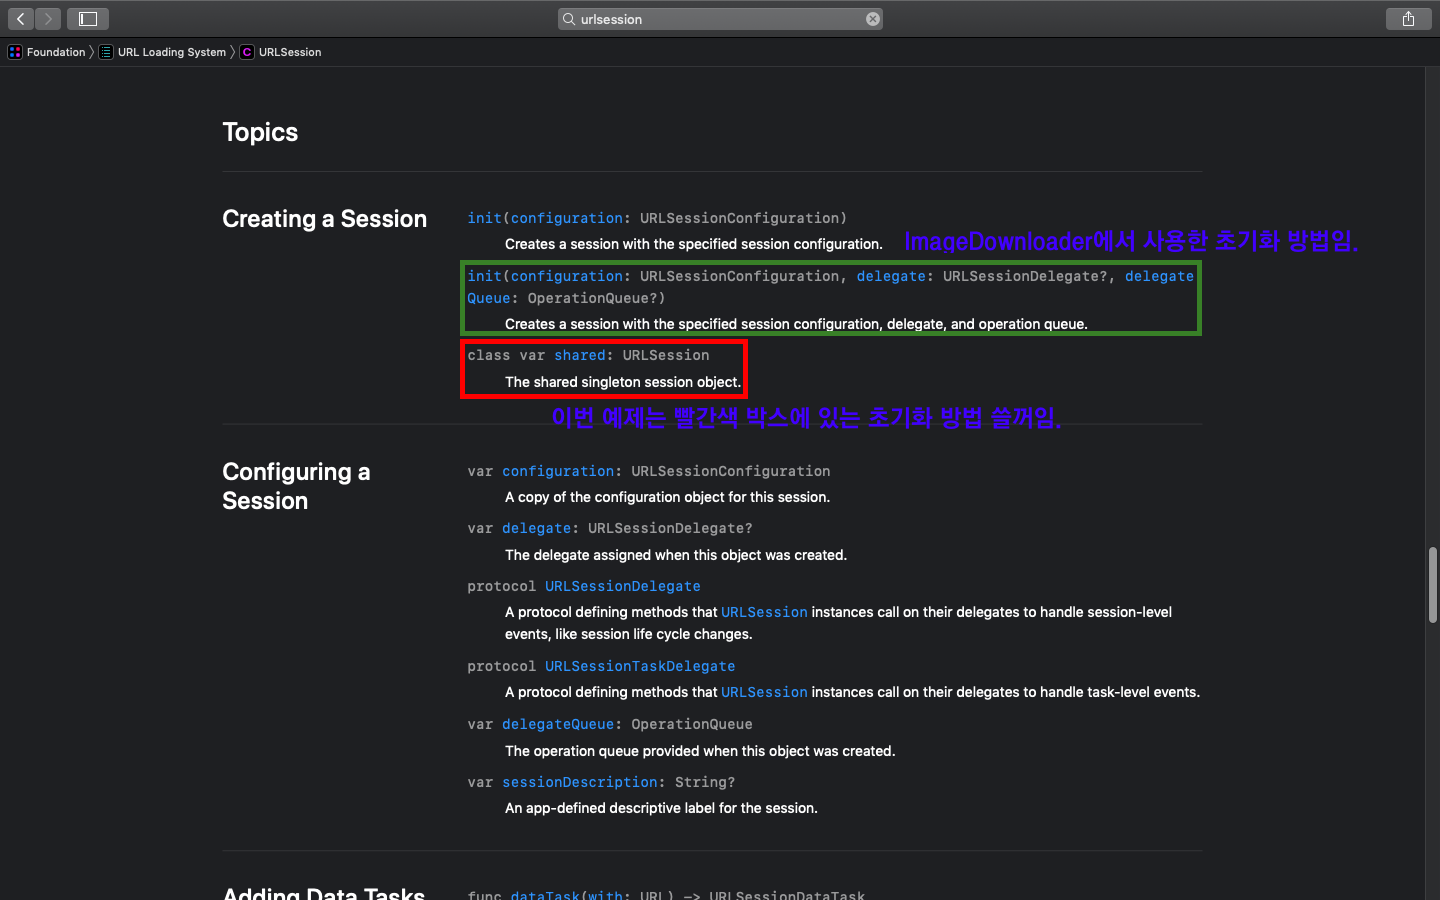 urlsession
Foundation 〉 URL Loading System 〉 C URLSession
Topics
Creating a Session
init(configuration: URLSessionConfiguration)
Creates a session with the specified session configuration.
ImageDownloader에서 사용한 초기화 방법임.
init(configuration: URLSessionConfiguration, delegate: URLSessionDelegate?, delegate
Queue: OperationQueue?)
Creates a session with the specified session configuration, delegate, and operation queue.
class var shared: URLSession
The shared singleton session object.
이번 예제는 빨간색 박스에 있는 초기화 방법 쓸꺼임.
Configuring a
Session
var configuration: URLSessionConfiguration
A copy of the configuration object for this session.
var delegate: URLSessionDelegate?
The delegate assigned when this object was created.
protocol URLSessionDelegate
A protocol defining methods that URLSession instances call on their delegates to handle session-level
events, like session life cycle changes.
protocol URLSessionTaskDelegate
A protocol defining methods that URLSession instances call on their delegates to handle task-level events.
var delegateQueue: OperationQueue
The operation queue provided when this object was created.
var sessionDescription: String?
An app-defined descriptive label for the session.
Adding Data Tasks
func dataTask(with: URL) -> URLSessionDataTask